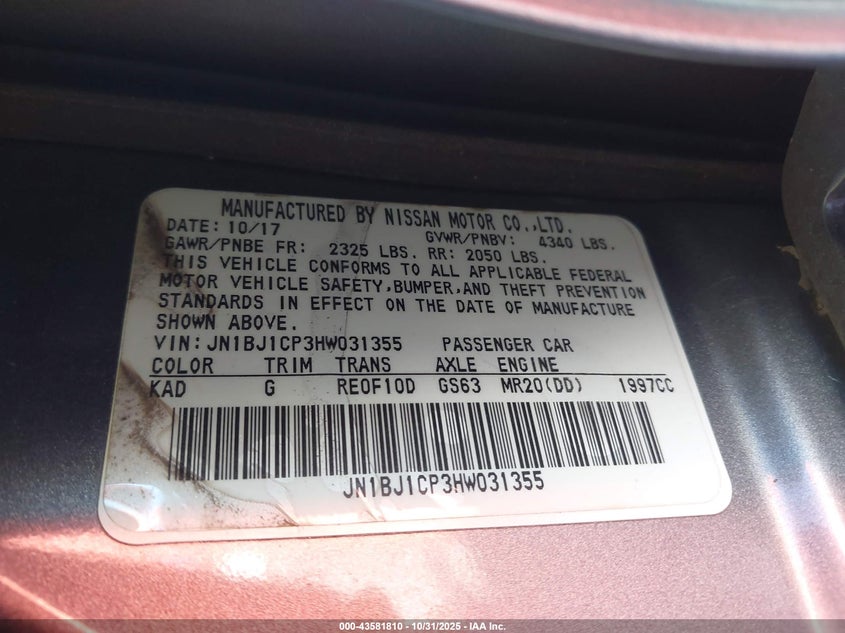 MANUFACTURED BY NISSAN MOTOR CO.,LTD.
DATE: 10/17 GVWR/PNBV: 4340 LBS.
GAWR/PNBE FR: 2325 LBS. RR: 2050 LBS.
THIS VEHICLE CONFORMS TO ALL APPLICABLE FEDERAL
MOTOR VEHICLE SAFETY,BUMPER,AND THEFT PREVENTION
STANDARDS IN EFFECT ON THE DATE OF MANUFACTURE
SHOWN ABOVE.
VIN: JN1BJ1CP3HW031355 PASSENGER CAR
COLOR TRIM TRANS AXLE ENGINE
KAD G RE0F10D GS63 MR20(DD) 1997CC
JN1BJ1CP3HW031355
000-43581810 - 10/31/2025 - IAA Inc.